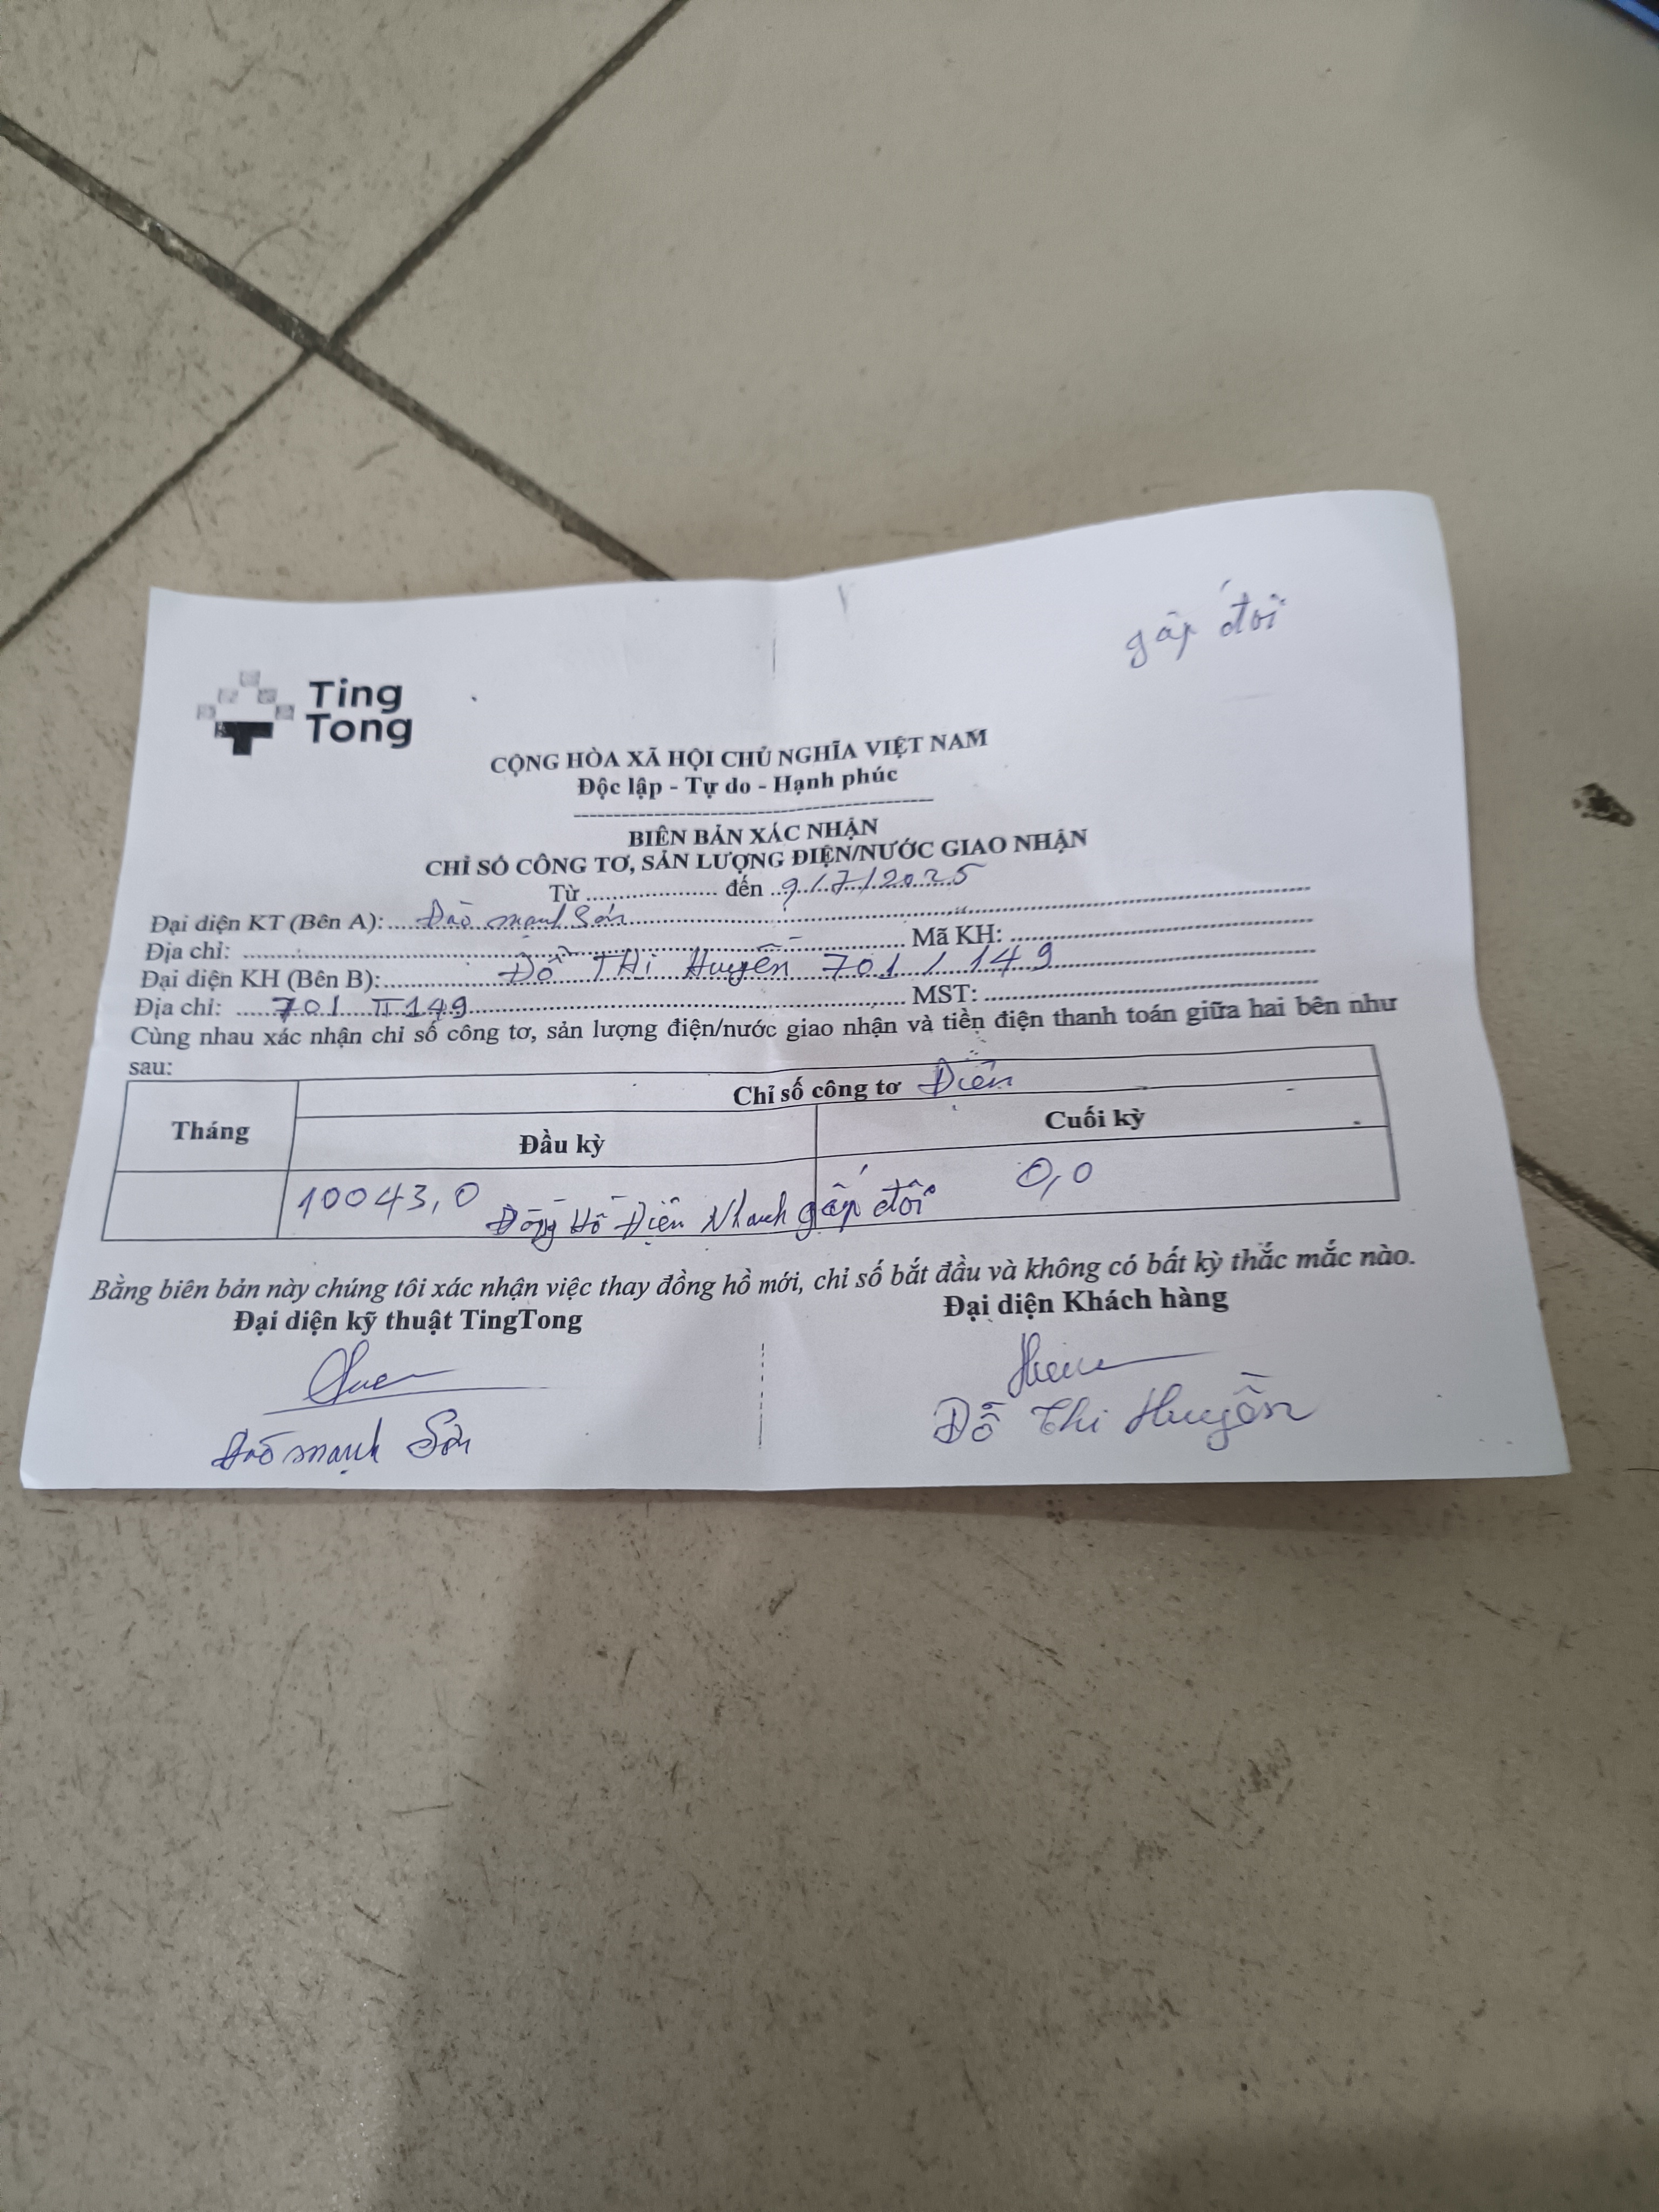 gấp đôi
Ting
Tong
CỘNG HÒA XÃ HỘI CHỦ NGHĨA VIỆT NAM
Độc lập - Tự do - Hạnh phúc
BIÊN BẢN XÁC NHẬN
CHỈ SỐ CÔNG TƠ, SẢN LƯỢNG ĐIỆN/NƯỚC GIAO NHẬN
Từ ........................ đến 9/7/2025
Đại diện KT (Bên A): Đào mạnh Sơn
Địa chỉ: ........................ Mã KH: ........................
Đại diện KH (Bên B): Đỗ THị Huyền 701 / 149
Địa chỉ: 701 II 149 ........................ MST: ........................
Cùng nhau xác nhận chỉ số công tơ, sản lượng điện/nước giao nhận và tiền điện thanh toán giữa hai bên như
sau:
Tháng
Chỉ số công tơ Điện
Đầu kỳ
Cuối kỳ
10043,0 Đồng Hồ Điện Nhanh gấp đôi 0,0
Bằng biên bản này chúng tôi xác nhận việc thay đồng hồ mới, chỉ số bắt đầu và không có bất kỳ thắc mắc nào.
Đại diện kỹ thuật TingTong
Đại diện Khách hàng
Đào mạnh Sơn
Đỗ Thị Huyền